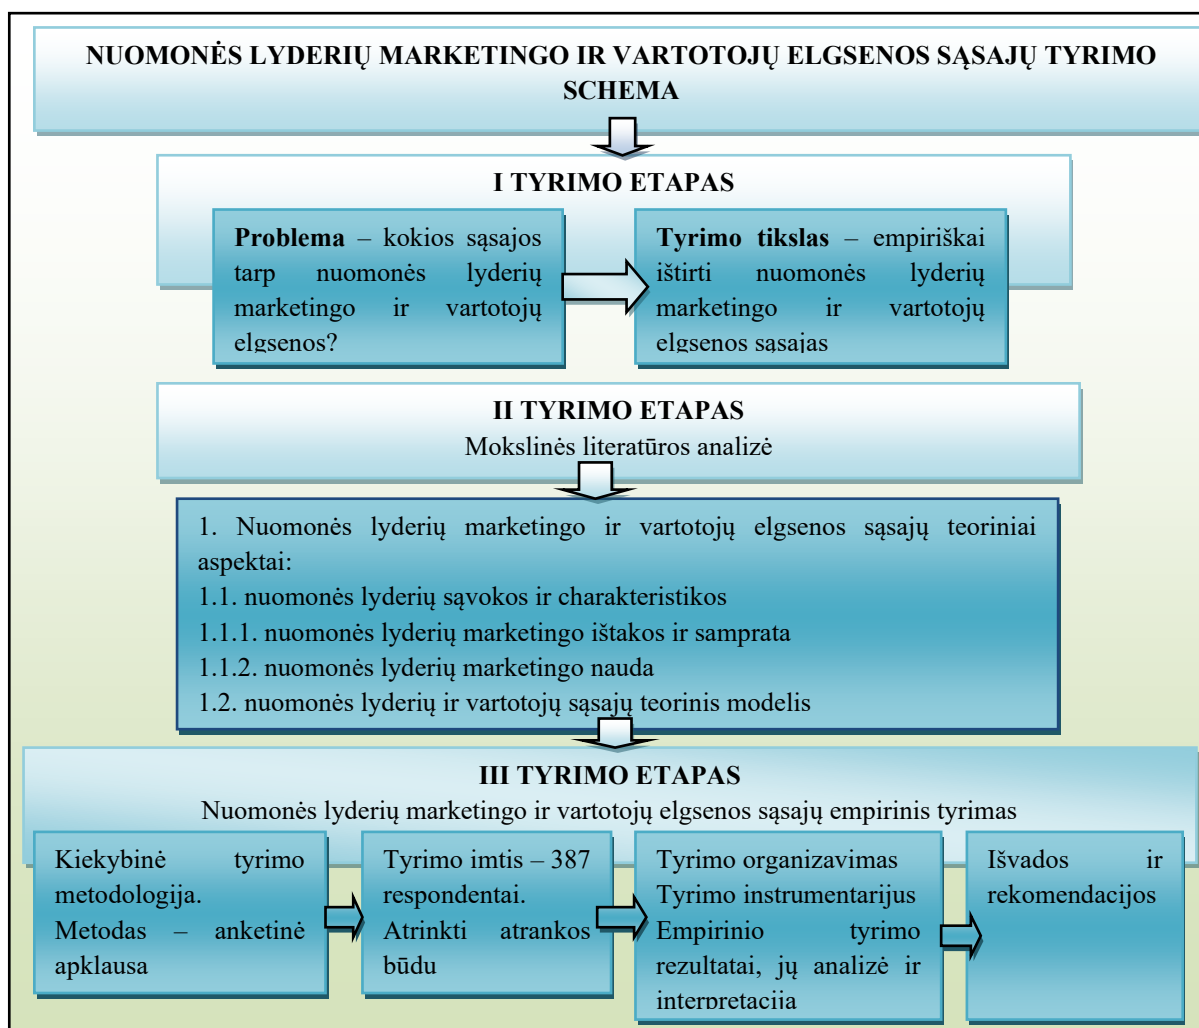 NUOMONĖS LYDERIŲ MARKETINGO IR VARTOTOJŲ ELGSENOS SĄSAJŲ TYRIMO
SCHEMA
I TYRIMO ETAPAS
Problema – kokios sąsajos
tarp nuomonės lyderių
marketingo ir vartotojų
elgsenos?
Tyrimo tikslas – empiriškai
ištirti nuomonės lyderių
marketingo ir vartotojų
elgsenos sąsajas
II TYRIMO ETAPAS
Mokslinės literatūros analizė
1. Nuomonės lyderių marketingo ir vartotojų elgsenos sąsajų teoriniai
aspektai:
1.1. nuomonės lyderių sąvokos ir charakteristikos
1.1.1. nuomonės lyderių marketingo ištakos ir samprata
1.1.2. nuomonės lyderių marketingo nauda
1.2. nuomonės lyderių ir vartotojų sąsajų teorinis modelis
III TYRIMO ETAPAS
Nuomonės lyderių marketingo ir vartotojų elgsenos sąsajų empirinis tyrimas
Kiekybinė tyrimo
metodologija.
Metodas – anketinė
apklausa
Tyrimo imtis – 387
respondentai.
Atrinkti atrankos
būdu
Tyrimo organizavimas
Tyrimo instrumentarijus
Empirinio tyrimo
rezultatai, jų analizė ir
interpretacija
Išvados ir
rekomendacijos